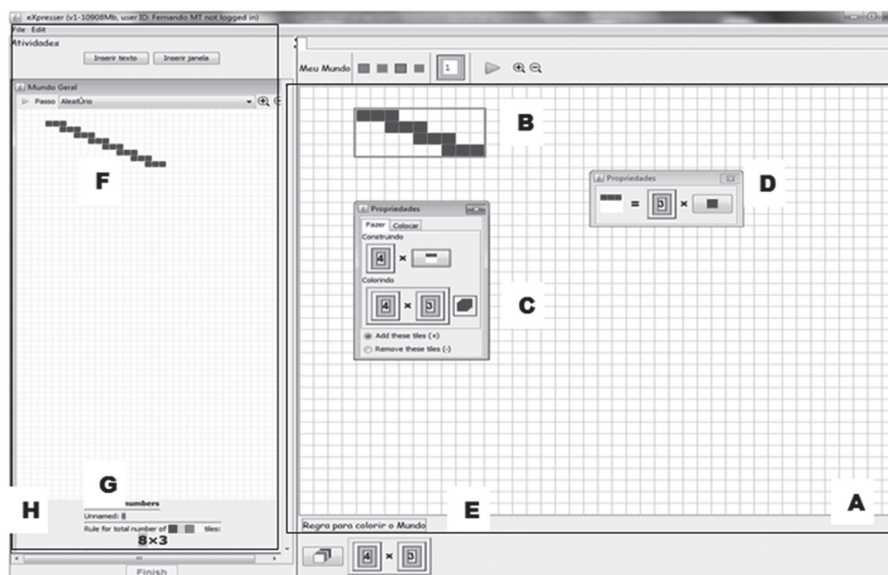 eXpresser (v1-10908Mb, user ID: Fernando MT not logged in)
File Edit
Atividades
Inserir texto Inserir janela
Mundo Geral
Passo AleatÛrio
F
G
numbers
Unnamed: 8
Rule for total number of tiles:
8×3
H
Finish
Meu Mundo 1
B
Propriedades
D
= 3 ×
Propriedades
Fazer Colocar
Construindo
4 ×
Colorindo
4 × 3
C
Add these tiles (+)
Remove these tiles (-)
E
A
Regra para colorir o Mundo
4 × 3